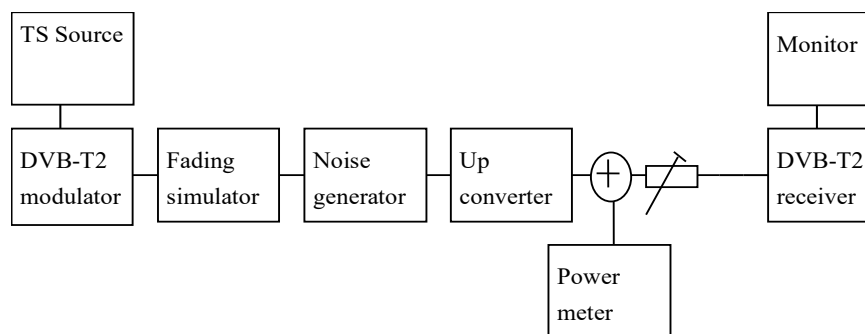 TS Source
Monitor
DVB-T2
modulator
Fading
simulator
Noise
generator
Up
converter
DVB-T2
receiver
Power
meter